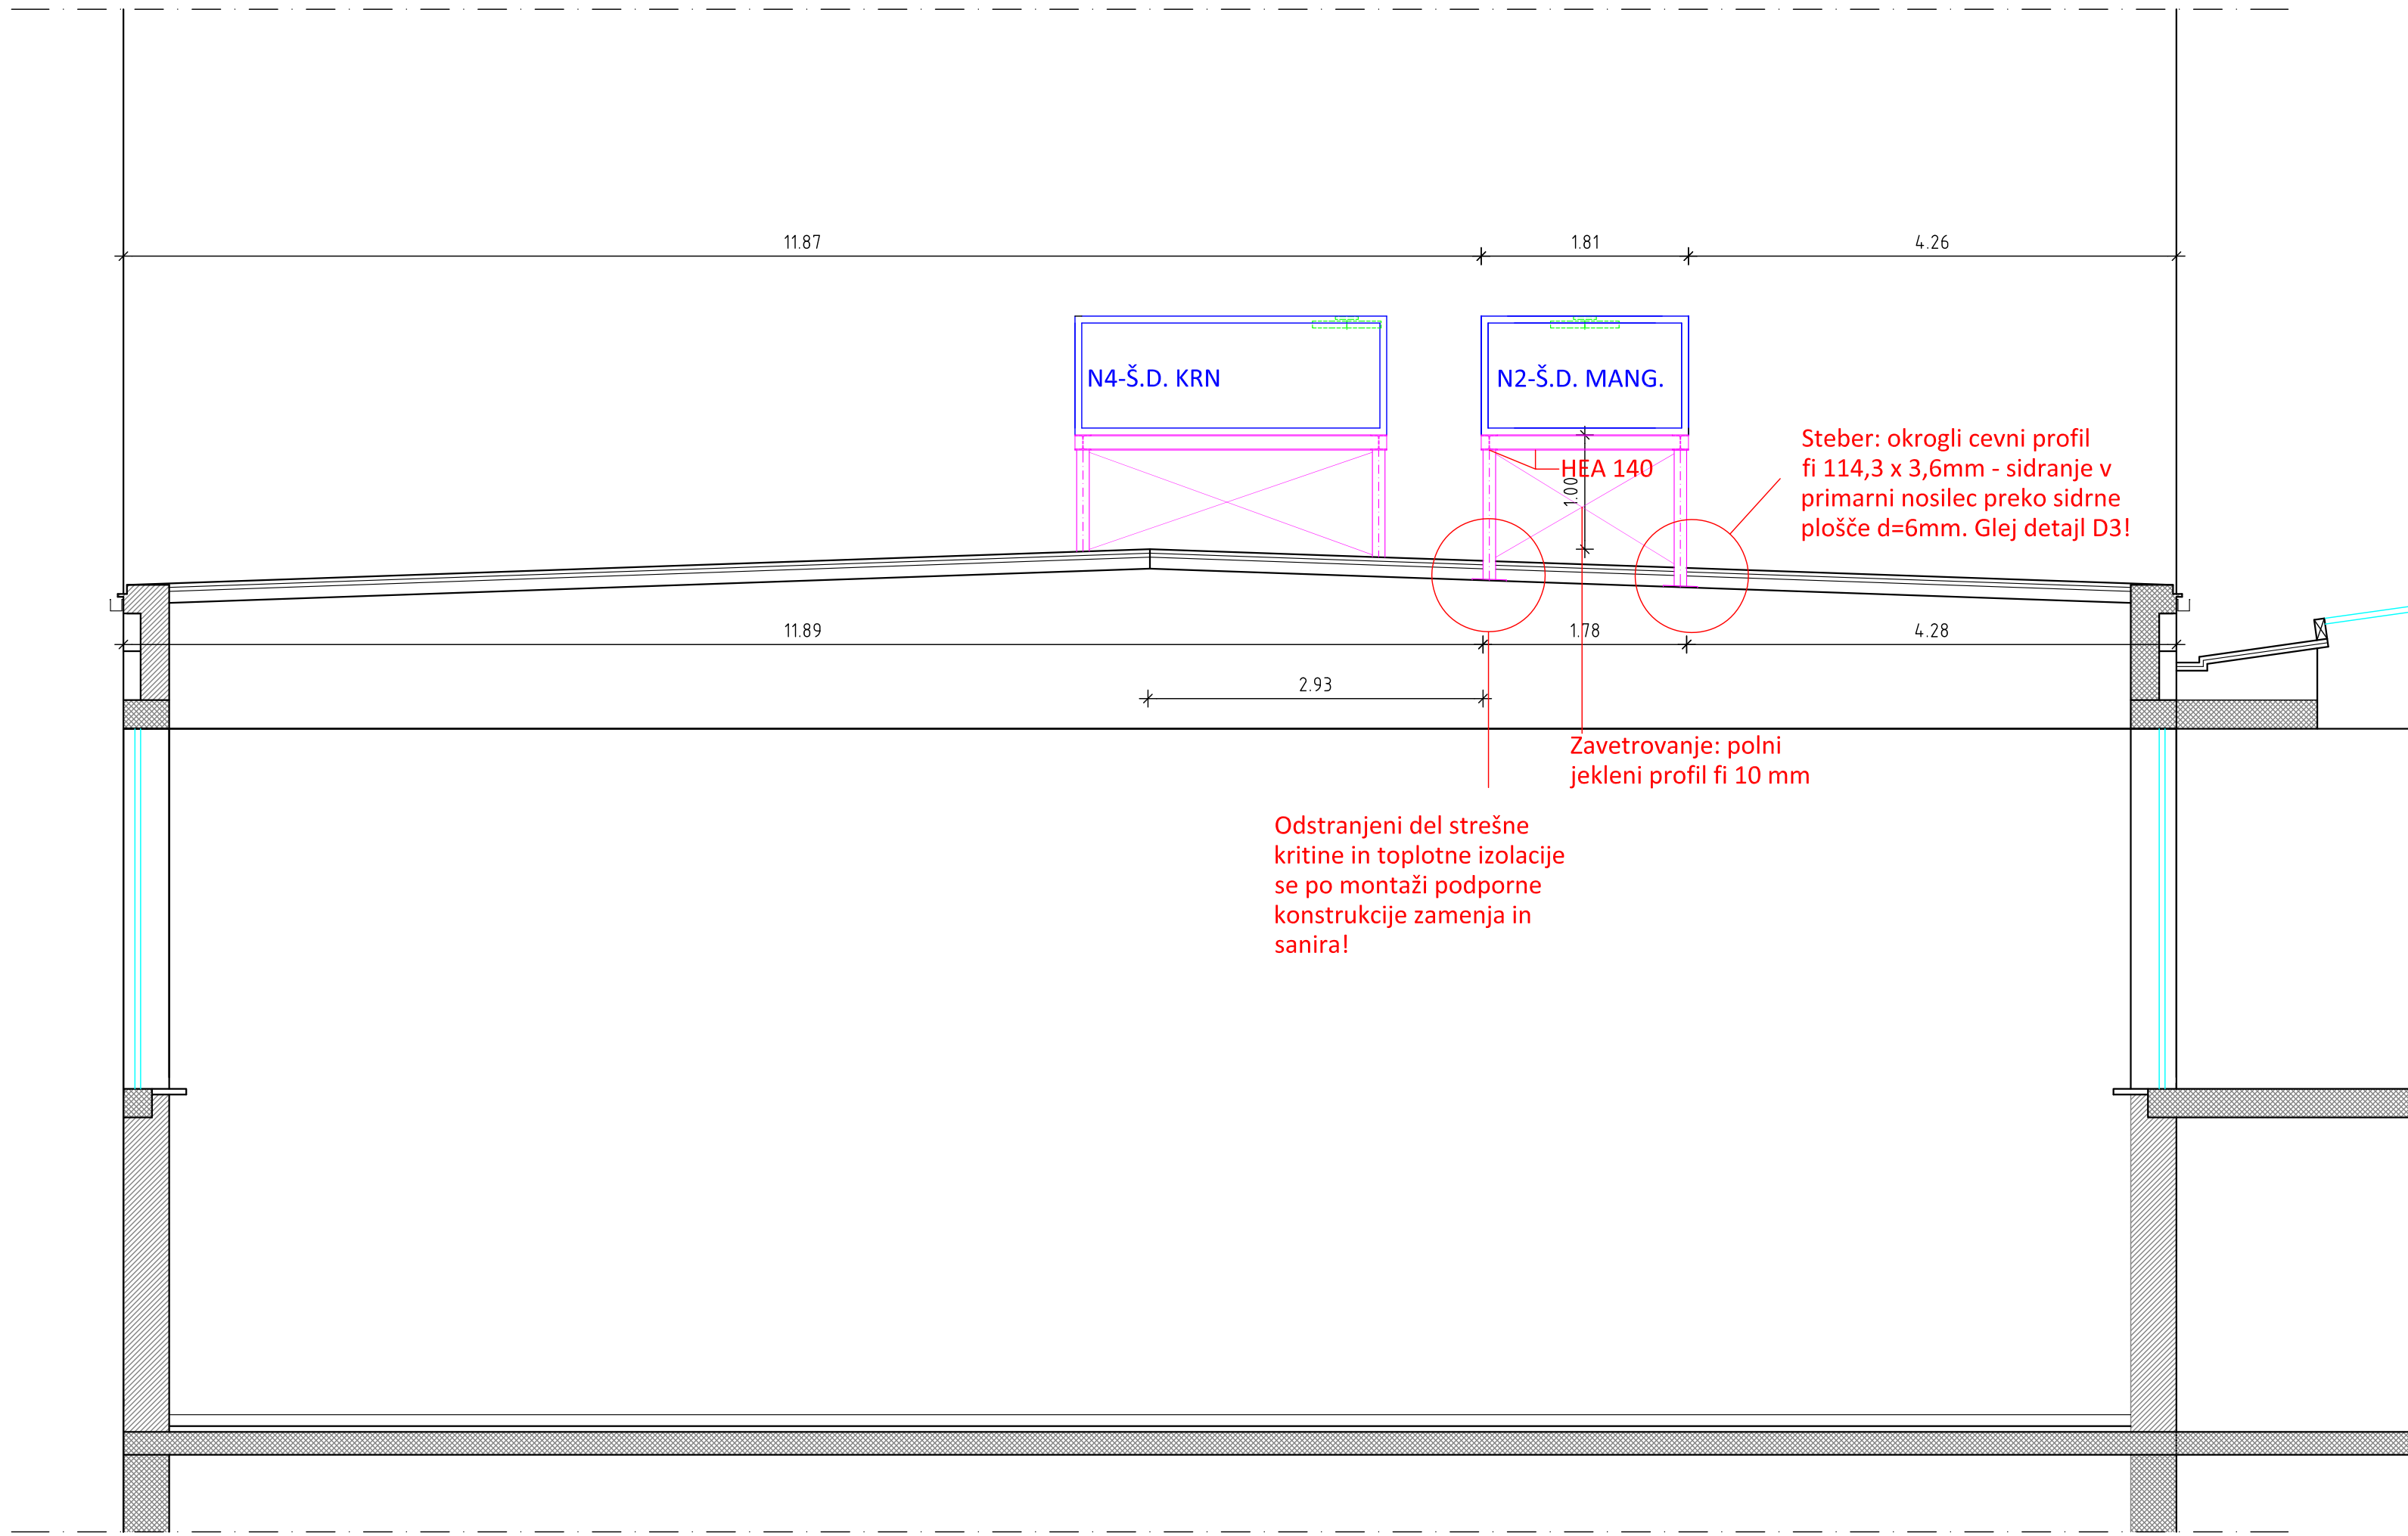 11.87
1.81
4.26
N4-Š.D. KRN
N2-Š.D. MANG.
HEA 140
1.00
Steber: okrogli cevni profil
fi 114,3 x 3,6mm - sidranje v
primarni nosilec preko sidrne
plošče d=6mm. Glej detajl D3!
11.89
1.78
4.28
2.93
Zavetrovanje: polni
jekleni profil fi 10 mm
Odstranjeni del strešne
kritine in toplotne izolacije
se po montaži podporne
konstrukcije zamenja in
sanira!